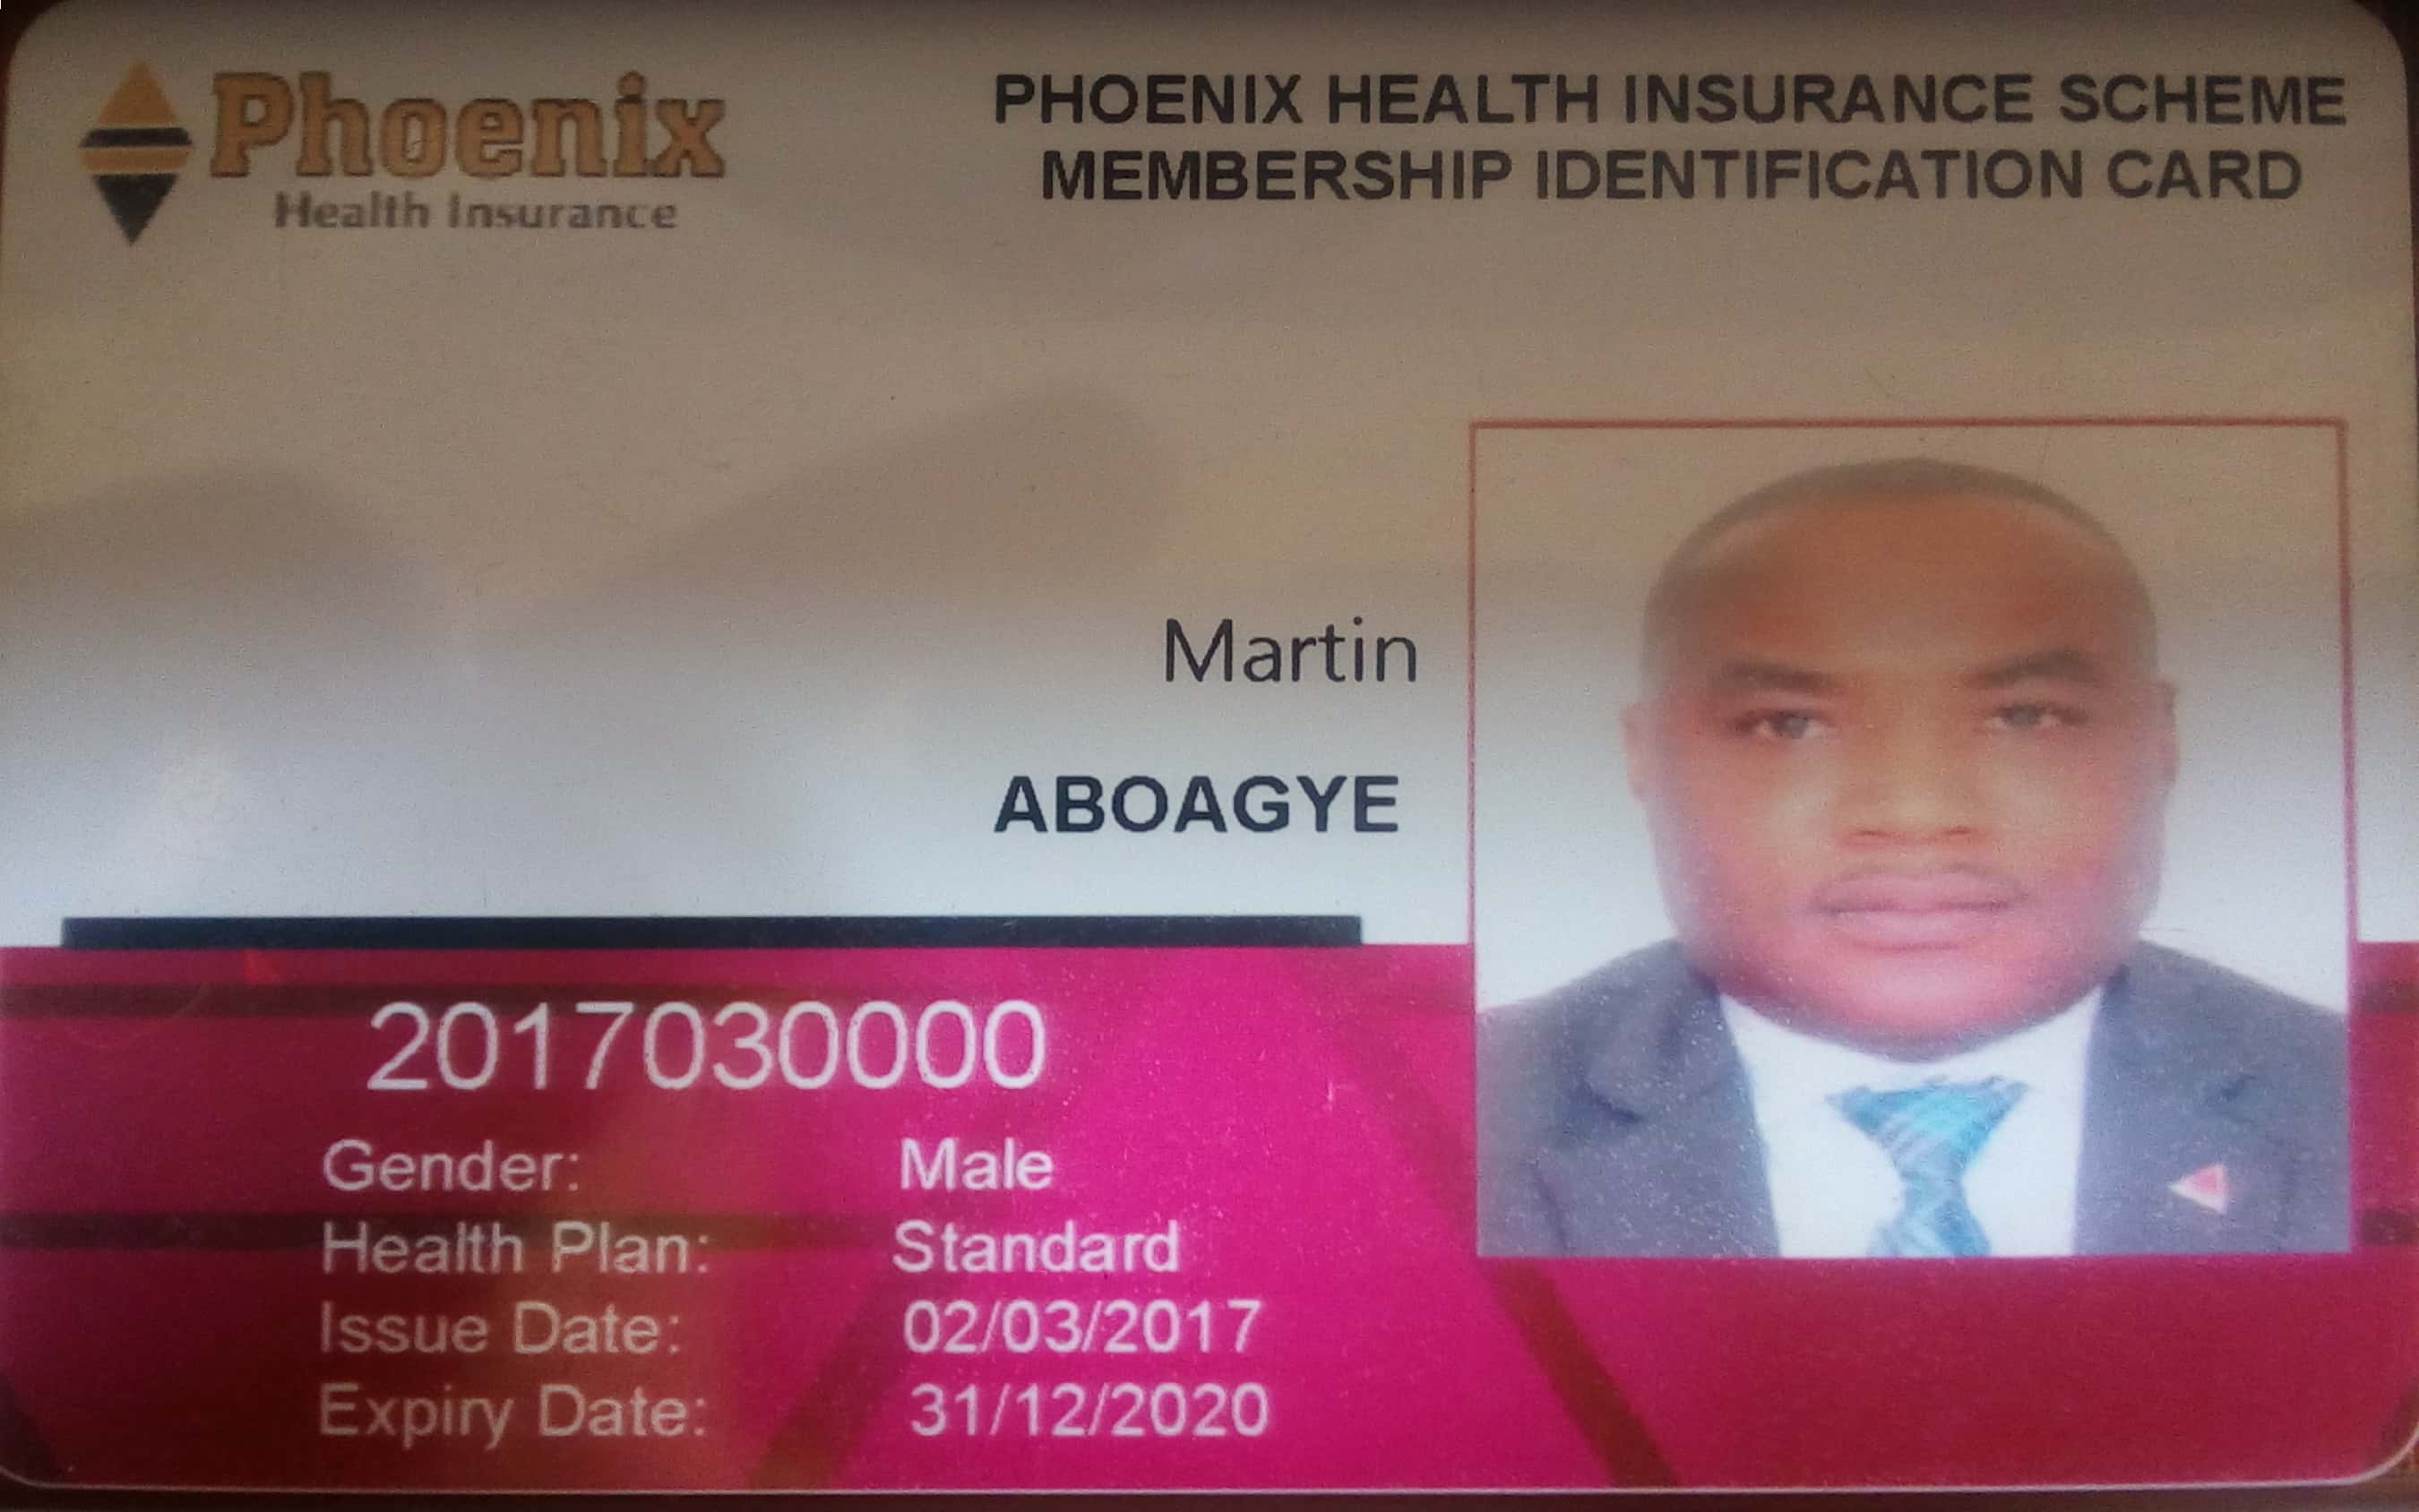 Phoenix
Health Insurance
PHOENIX HEALTH INSURANCE SCHEME
MEMBERSHIP IDENTIFICATION CARD
Martin
ABOAGYE
2017030000
Gender: Male
Health Plan: Standard
Issue Date: 02/03/2017
Expiry Date: 31/12/2020